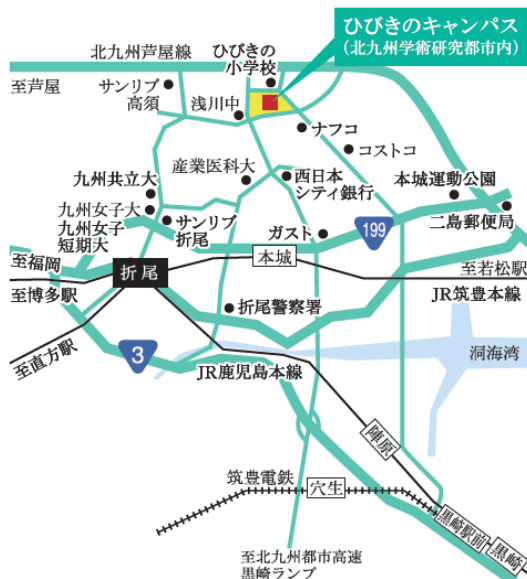 ひびきのキャンパス
（北九州学術研究都市内）
ひびきの
小学校
北九州芦屋線
至芦屋
サンリブ
高須
浅川中
ナフコ
コストコ
産業医科大
西日本
シティ銀行
本城運動公園
九州共立大
九州女子大
九州女子
短期大
サンリブ
折尾
ガスト
199
二島郵便局
至福岡
本城
至若松駅
折尾
至博多駅
JR筑豊本線
折尾警察署
至直方駅
3
JR鹿児島本線
洞海湾
陣原
筑豊電鉄
穴生
黒崎駅前
黒崎
至北九州都市高速
黒崎ランプ